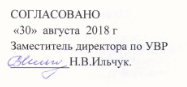 СОГЛАСОВАНО
«30» августа 2018 г
Заместитель директора по УВР
Н.В.Ильчук.